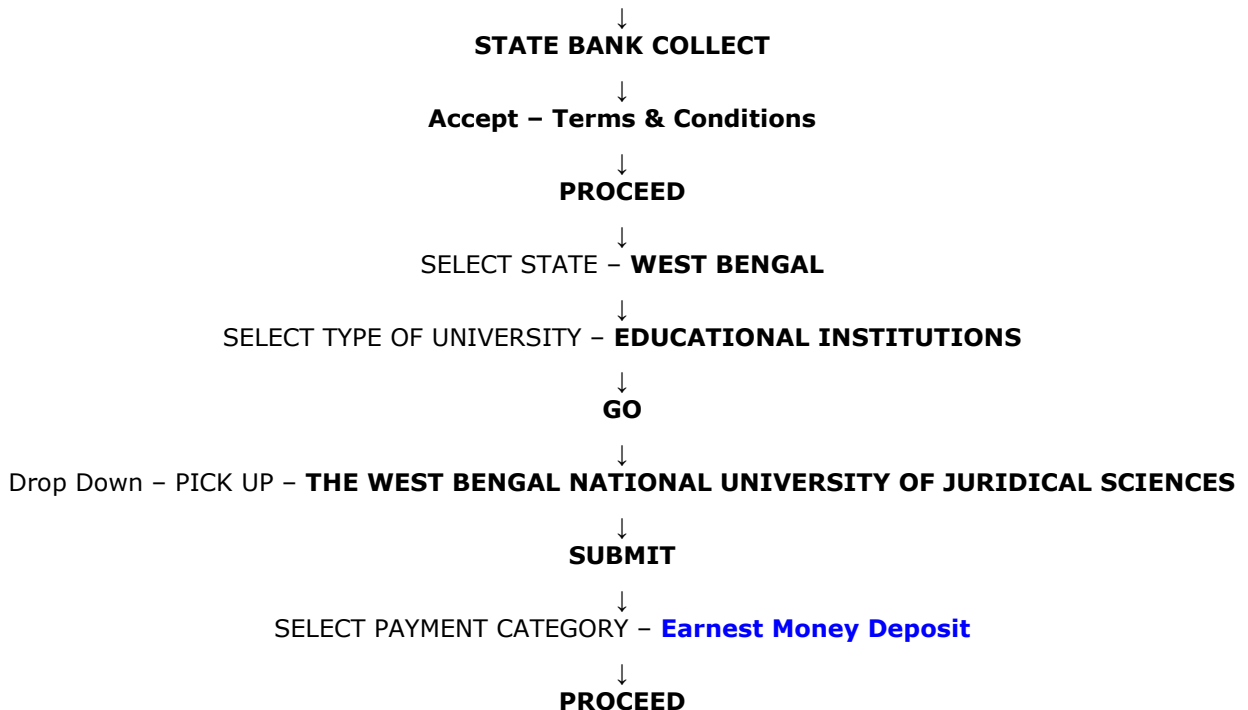 ↓
STATE BANK COLLECT
↓
Accept – Terms & Conditions
↓
PROCEED
↓
SELECT STATE – WEST BENGAL
↓
SELECT TYPE OF UNIVERSITY – EDUCATIONAL INSTITUTIONS
↓
GO
↓
Drop Down – PICK UP – THE WEST BENGAL NATIONAL UNIVERSITY OF JURIDICAL SCIENCES
↓
SUBMIT
↓
SELECT PAYMENT CATEGORY – Earnest Money Deposit
↓
PROCEED